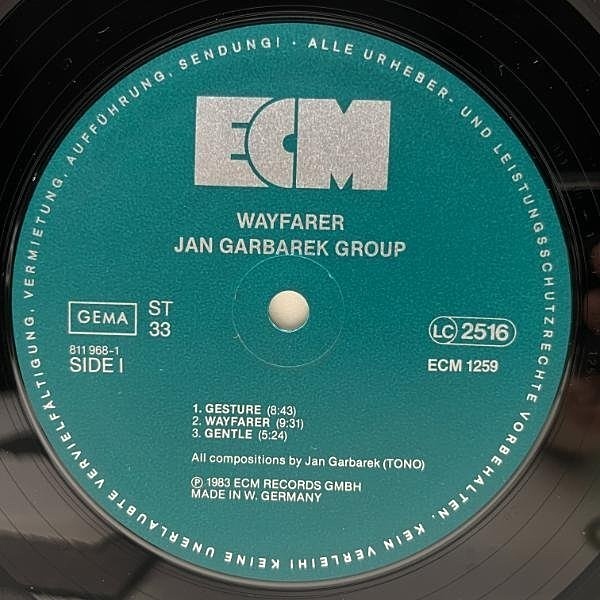 ALLE URHEBER- UND LEISTUNGSSCHUTZRECHTE VORBEHALTEN. KEIN VERLEIH! KEINE UNERLAUBTE VERVIELFÄLTIGUNG, VERMIETUNG, AUFFÜHRUNG, SENDUNG! ·
ECM
WAYFARER
JAN GARBAREK GROUP
GEMA
ST
33
LC 2516
811 968-1
SIDE I
ECM 1259
1. GESTURE (8:43)
2. WAYFARER (9:31)
3. GENTLE (5:24)
All compositions by Jan Garbarek (TONO)
Ⓟ 1983 ECM RECORDS GMBH
MADE IN W. GERMANY